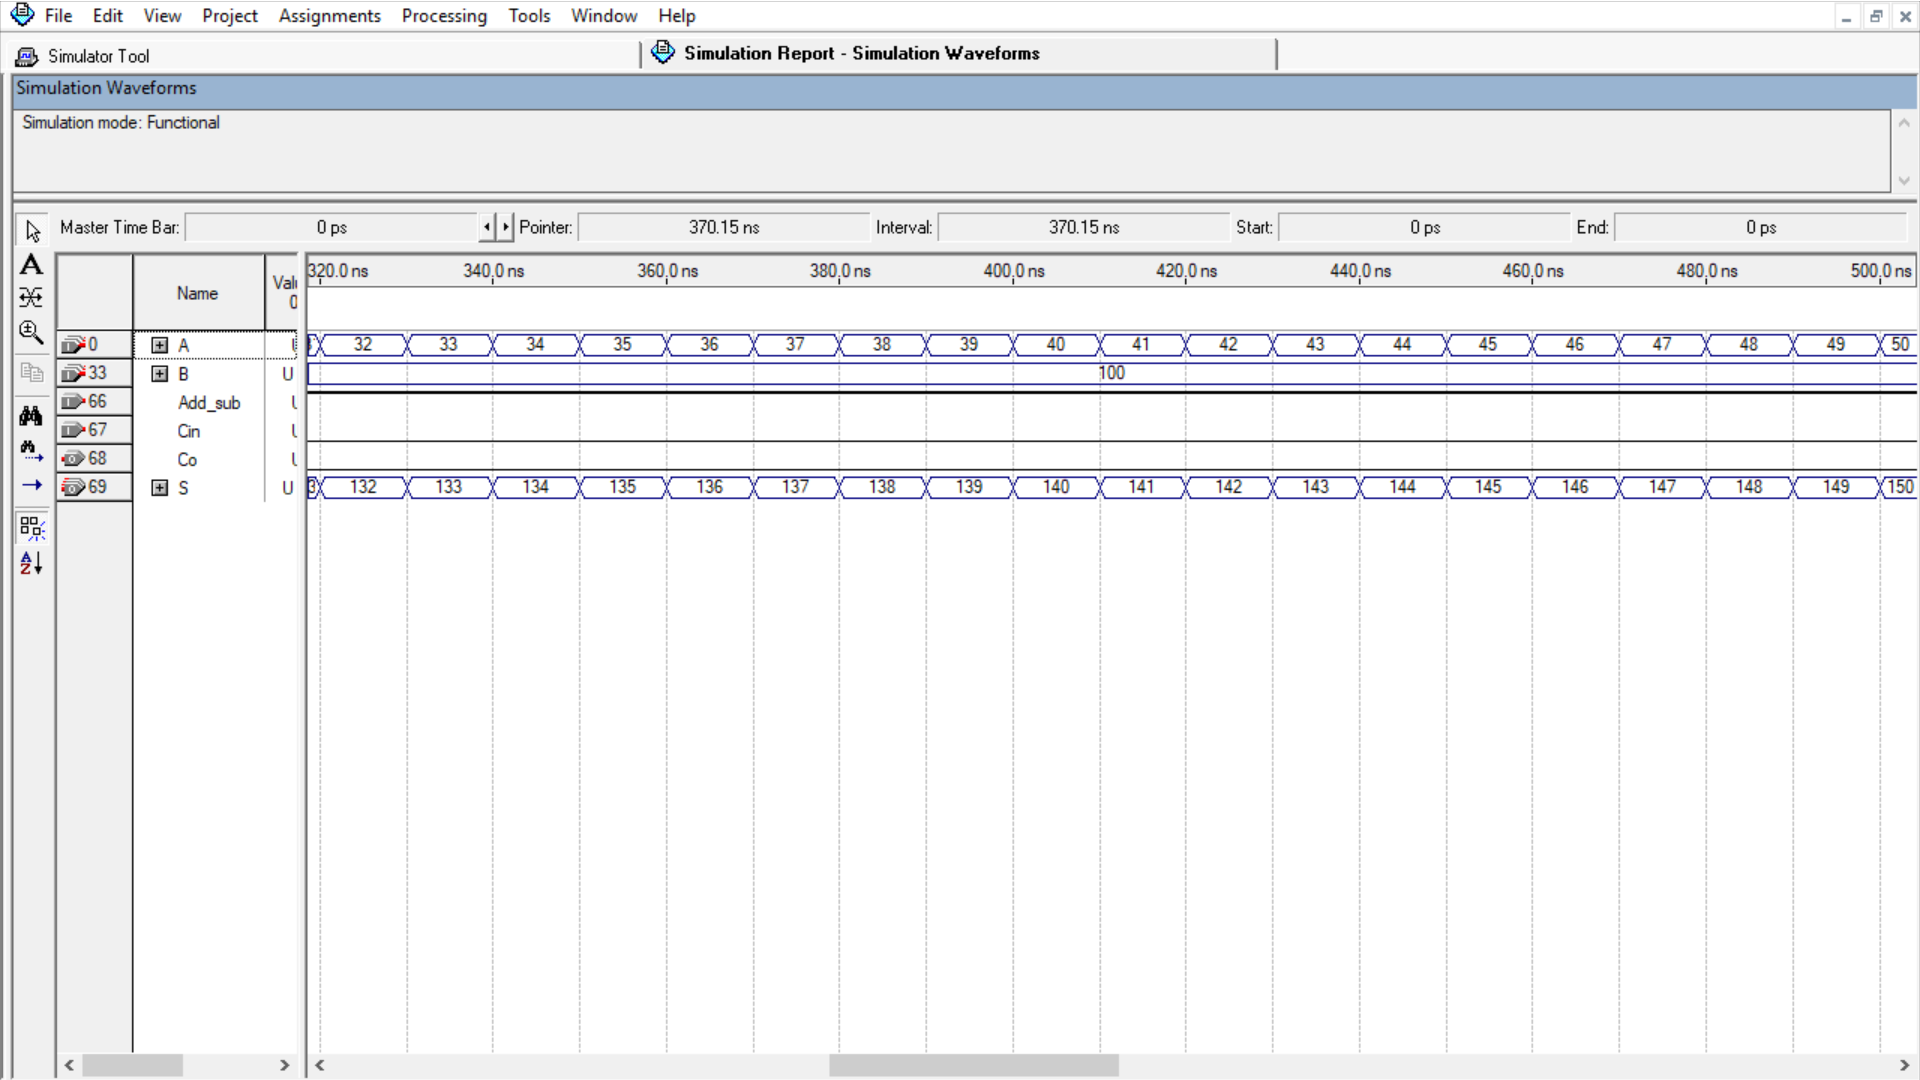 File Edit View Project Assignments Processing Tools Window Help
Simulator Tool Simulation Report - Simulation Waveforms
Simulation Waveforms
Simulation mode: Functional
Master Time Bar: 0 ps Pointer: 370.15 ns Interval: 370.15 ns Start: 0 ps End: 0 ps
Name Valu 0 320.0 ns 340.0 ns 360.0 ns 380.0 ns 400.0 ns 420.0 ns 440.0 ns 460.0 ns 480.0 ns 500.0 ns
0 A 32 33 34 35 36 37 38 39 40 41 42 43 44 45 46 47 48 49 50
33 B U 100
66 Add_sub
67 Cin
68 Co
69 S U 132 133 134 135 136 137 138 139 140 141 142 143 144 145 146 147 148 149 150